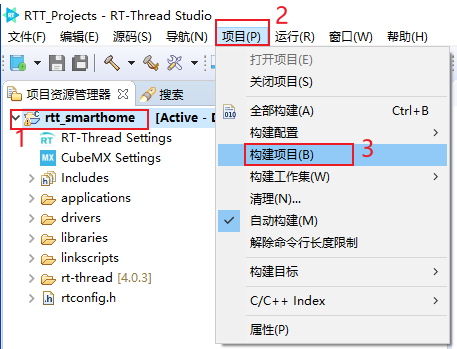 RTT_Projects - RT-Thread Studio
文件(F) 编辑(E) 源码(S) 导航(N) 项目(P) 运行(R) 窗口(W) 帮助(H)
2
打开项目(E)
关闭项目(S)
项目资源管理器 搜索
全部构建(A) Ctrl+B
rtt_smarthome [Active - D
1
构建配置
RT-Thread Settings
构建项目(B)
3
CubeMX Settings
构建工作集(W)
Includes
清理(N)...
applications
自动构建(M)
drivers
解除命令行长度限制
libraries
构建目标
linkscripts
rt-thread [4.0.3]
C/C++ Index
rtconfig.h
属性(P)
010